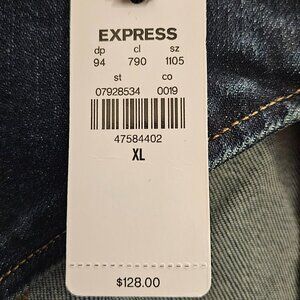 EXPRESS
dp cl sz
94 790 1105
st co
07928534 0019
47584402
XL
$128.00